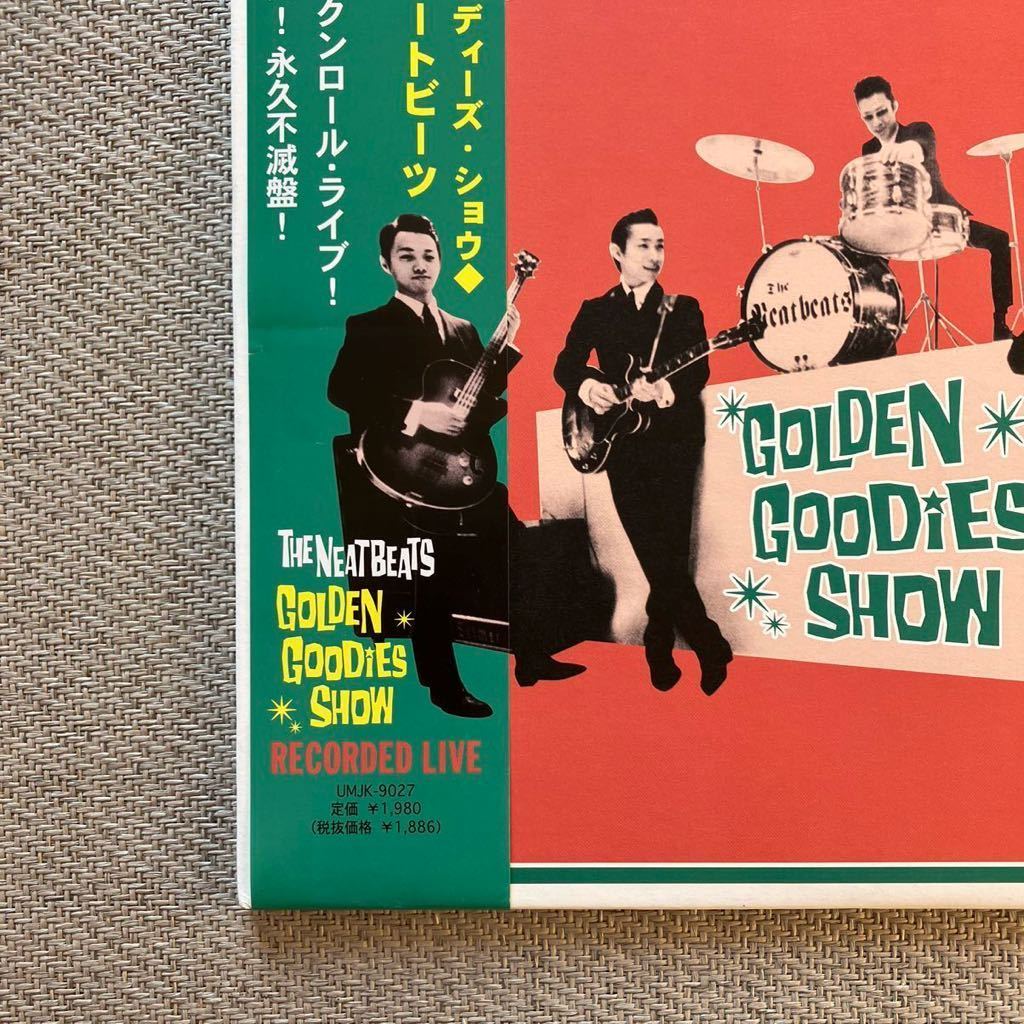 ディーズ・ショウ◆
ートビーツ
クンロール・ライブ!
! 永久不滅盤!
THE NEATBEATS
GOLDEN
GOODIES
SHOW
RECORDED LIVE
UMJK-9027
定価 ¥1,980
(税抜価格 ¥1,886)
The
Neatbeats
GOLDEN
GOODIES
SHOW